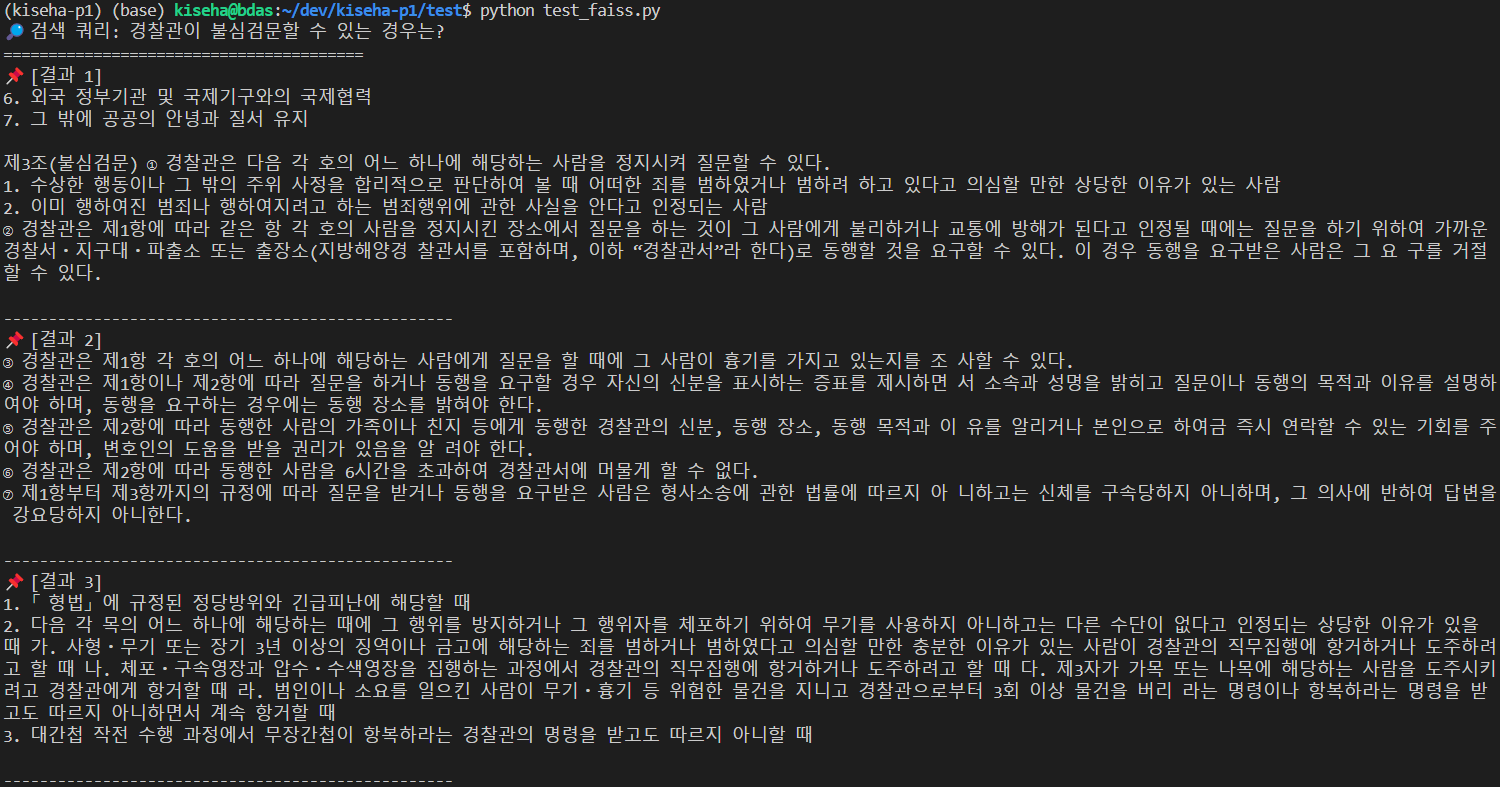 (kiseha-p1) (base) kiseha@bdas:~/dev/kiseha-p1/test$ python test_faiss.py
🔎 검색 쿼리: 경찰관이 불심검문할 수 있는 경우는?
========================================
📌 [결과 1]
6. 외국 정부기관 및 국제기구와의 국제협력
7. 그 밖에 공공의 안녕과 질서 유지
제3조(불심검문) ① 경찰관은 다음 각 호의 어느 하나에 해당하는 사람을 정지시켜 질문할 수 있다.
1. 수상한 행동이나 그 밖의 주위 사정을 합리적으로 판단하여 볼 때 어떠한 죄를 범하였거나 범하려 하고 있다고 의심할 만한 상당한 이유가 있는 사람
2. 이미 행하여진 범죄나 행하여지려고 하는 범죄행위에 관한 사실을 안다고 인정되는 사람
② 경찰관은 제1항에 따라 같은 항 각 호의 사람을 정지시킨 장소에서 질문을 하는 것이 그 사람에게 불리하거나 교통에 방해가 된다고 인정될 때에는 질문을 하기 위하여 가까운
경찰서・지구대・파출소 또는 출장소(지방해양경 찰관서를 포함하며, 이하 “경찰관서”라 한다)로 동행할 것을 요구할 수 있다. 이 경우 동행을 요구받은 사람은 그 요 구를 거절
할 수 있다.
--------------------------------------------------
📌 [결과 2]
③ 경찰관은 제1항 각 호의 어느 하나에 해당하는 사람에게 질문을 할 때에 그 사람이 흉기를 가지고 있는지를 조 사할 수 있다.
④ 경찰관은 제1항이나 제2항에 따라 질문을 하거나 동행을 요구할 경우 자신의 신분을 표시하는 증표를 제시하면 서 소속과 성명을 밝히고 질문이나 동행의 목적과 이유를 설명하
여야 하며, 동행을 요구하는 경우에는 동행 장소를 밝혀야 한다.
⑤ 경찰관은 제2항에 따라 동행한 사람의 가족이나 친지 등에게 동행한 경찰관의 신분, 동행 장소, 동행 목적과 이 유를 알리거나 본인으로 하여금 즉시 연락할 수 있는 기회를 주
어야 하며, 변호인의 도움을 받을 권리가 있음을 알 려야 한다.
⑥ 경찰관은 제2항에 따라 동행한 사람을 6시간을 초과하여 경찰관서에 머물게 할 수 없다.
⑦ 제1항부터 제3항까지의 규정에 따라 질문을 받거나 동행을 요구받은 사람은 형사소송에 관한 법률에 따르지 아 니하고는 신체를 구속당하지 아니하며, 그 의사에 반하여 답변을
강요당하지 아니한다.
--------------------------------------------------
📌 [결과 3]
1.「 형법」에 규정된 정당방위와 긴급피난에 해당할 때
2. 다음 각 목의 어느 하나에 해당하는 때에 그 행위를 방지하거나 그 행위자를 체포하기 위하여 무기를 사용하지 아니하고는 다른 수단이 없다고 인정되는 상당한 이유가 있을
때 가. 사형・무기 또는 장기 3년 이상의 징역이나 금고에 해당하는 죄를 범하거나 범하였다고 의심할 만한 충분한 이유가 있는 사람이 경찰관의 직무집행에 항거하거나 도주하려
고 할 때 나. 체포・구속영장과 압수・수색영장을 집행하는 과정에서 경찰관의 직무집행에 항거하거나 도주하려고 할 때 다. 제3자가 가목 또는 나목에 해당하는 사람을 도주시키
려고 경찰관에게 항거할 때 라. 범인이나 소요를 일으킨 사람이 무기・흉기 등 위험한 물건을 지니고 경찰관으로부터 3회 이상 물건을 버리 라는 명령이나 항복하라는 명령을 받
고도 따르지 아니하면서 계속 항거할 때
3. 대간첩 작전 수행 과정에서 무장간첩이 항복하라는 경찰관의 명령을 받고도 따르지 아니할 때
--------------------------------------------------